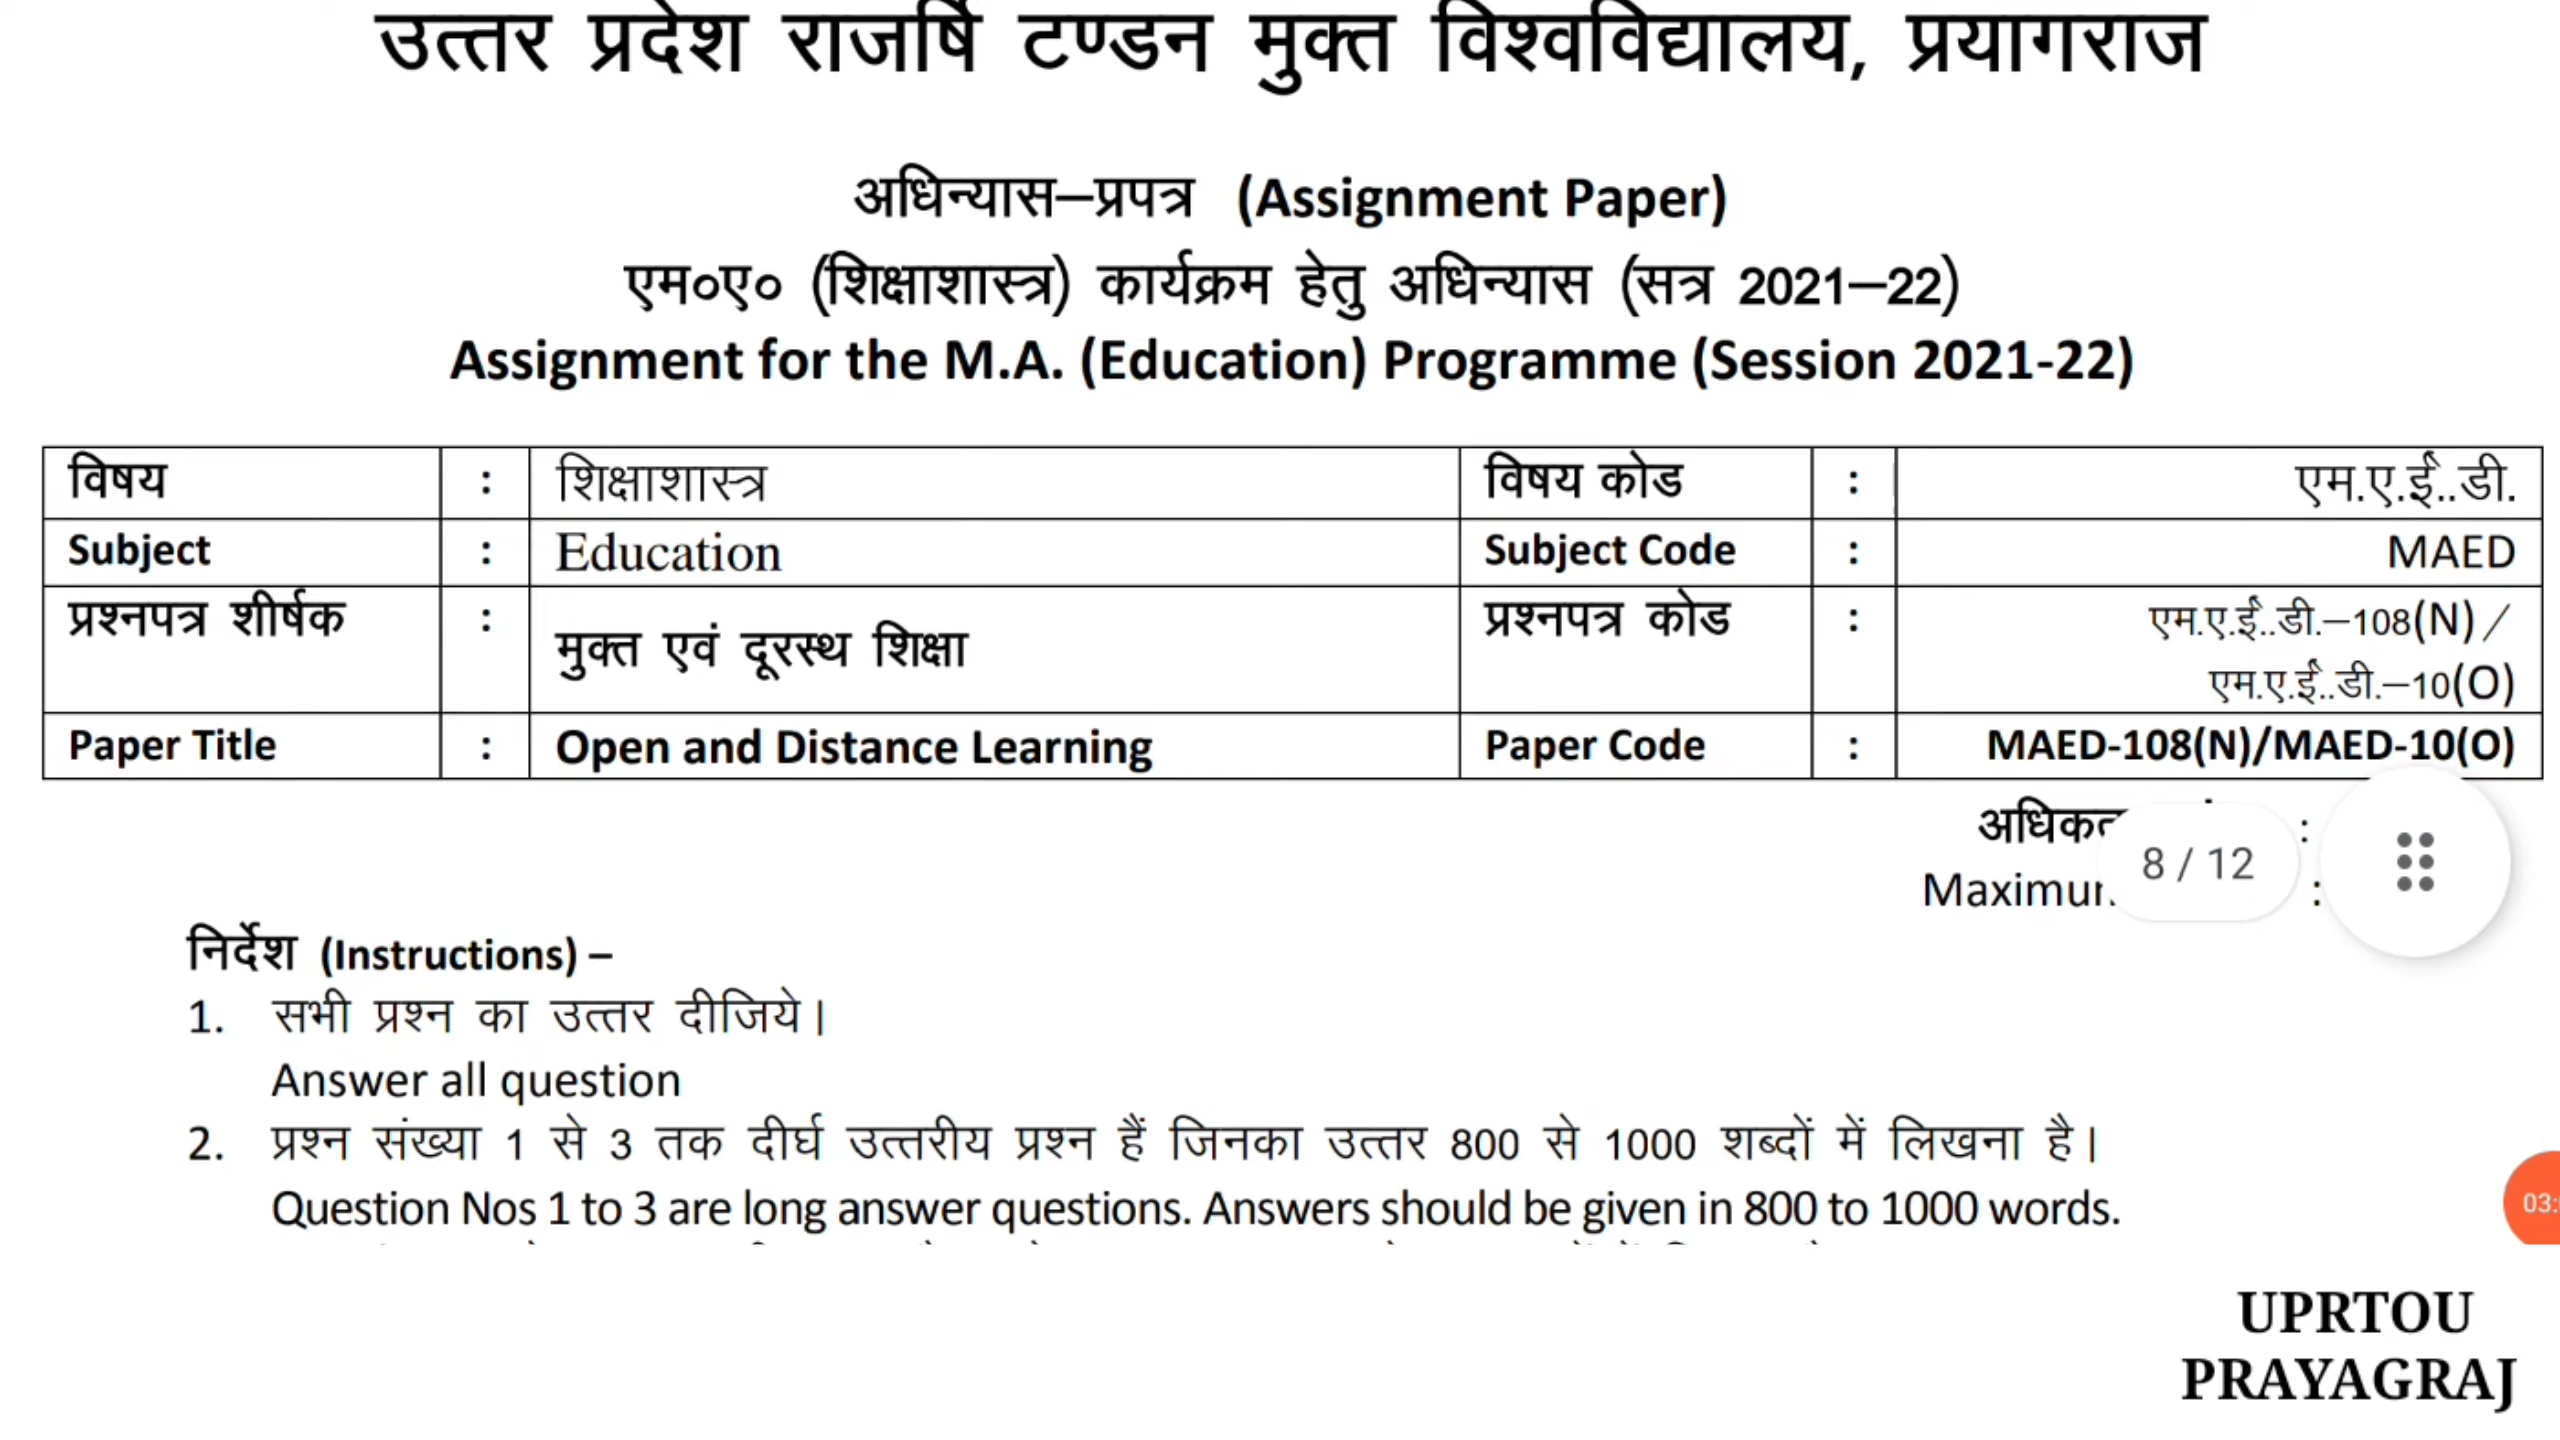 उत्तर प्रदेश राजर्षि टण्डन मुक्त विश्वविद्यालय, प्रयागराज
अधिन्यास–प्रपत्र (Assignment Paper)
एम०ए० (शिक्षाशास्त्र) कार्यक्रम हेतु अधिन्यास (सत्र 2021–22)
Assignment for the M.A. (Education) Programme (Session 2021-22)
विषय : शिक्षाशास्त्र विषय कोड : एम.ए.ई..डी.
Subject : Education Subject Code : MAED
प्रश्नपत्र शीर्षक : मुक्त एवं दूरस्थ शिक्षा प्रश्नपत्र कोड : एम.ए.ई..डी.–108(N) /
एम.ए.ई..डी.–10(O)
Paper Title : Open and Distance Learning Paper Code : MAED-108(N)/MAED-10(O)
:
8 / 12
:
निर्देश (Instructions) –
1. सभी प्रश्न का उत्तर दीजिये।
Answer all question
2. प्रश्न संख्या 1 से 3 तक दीर्घ उत्तरीय प्रश्न हैं जिनका उत्तर 800 से 1000 शब्दों में लिखना है।
Question Nos 1 to 3 are long answer questions. Answers should be given in 800 to 1000 words.
03:
UPRTOU
PRAYAGRAJ